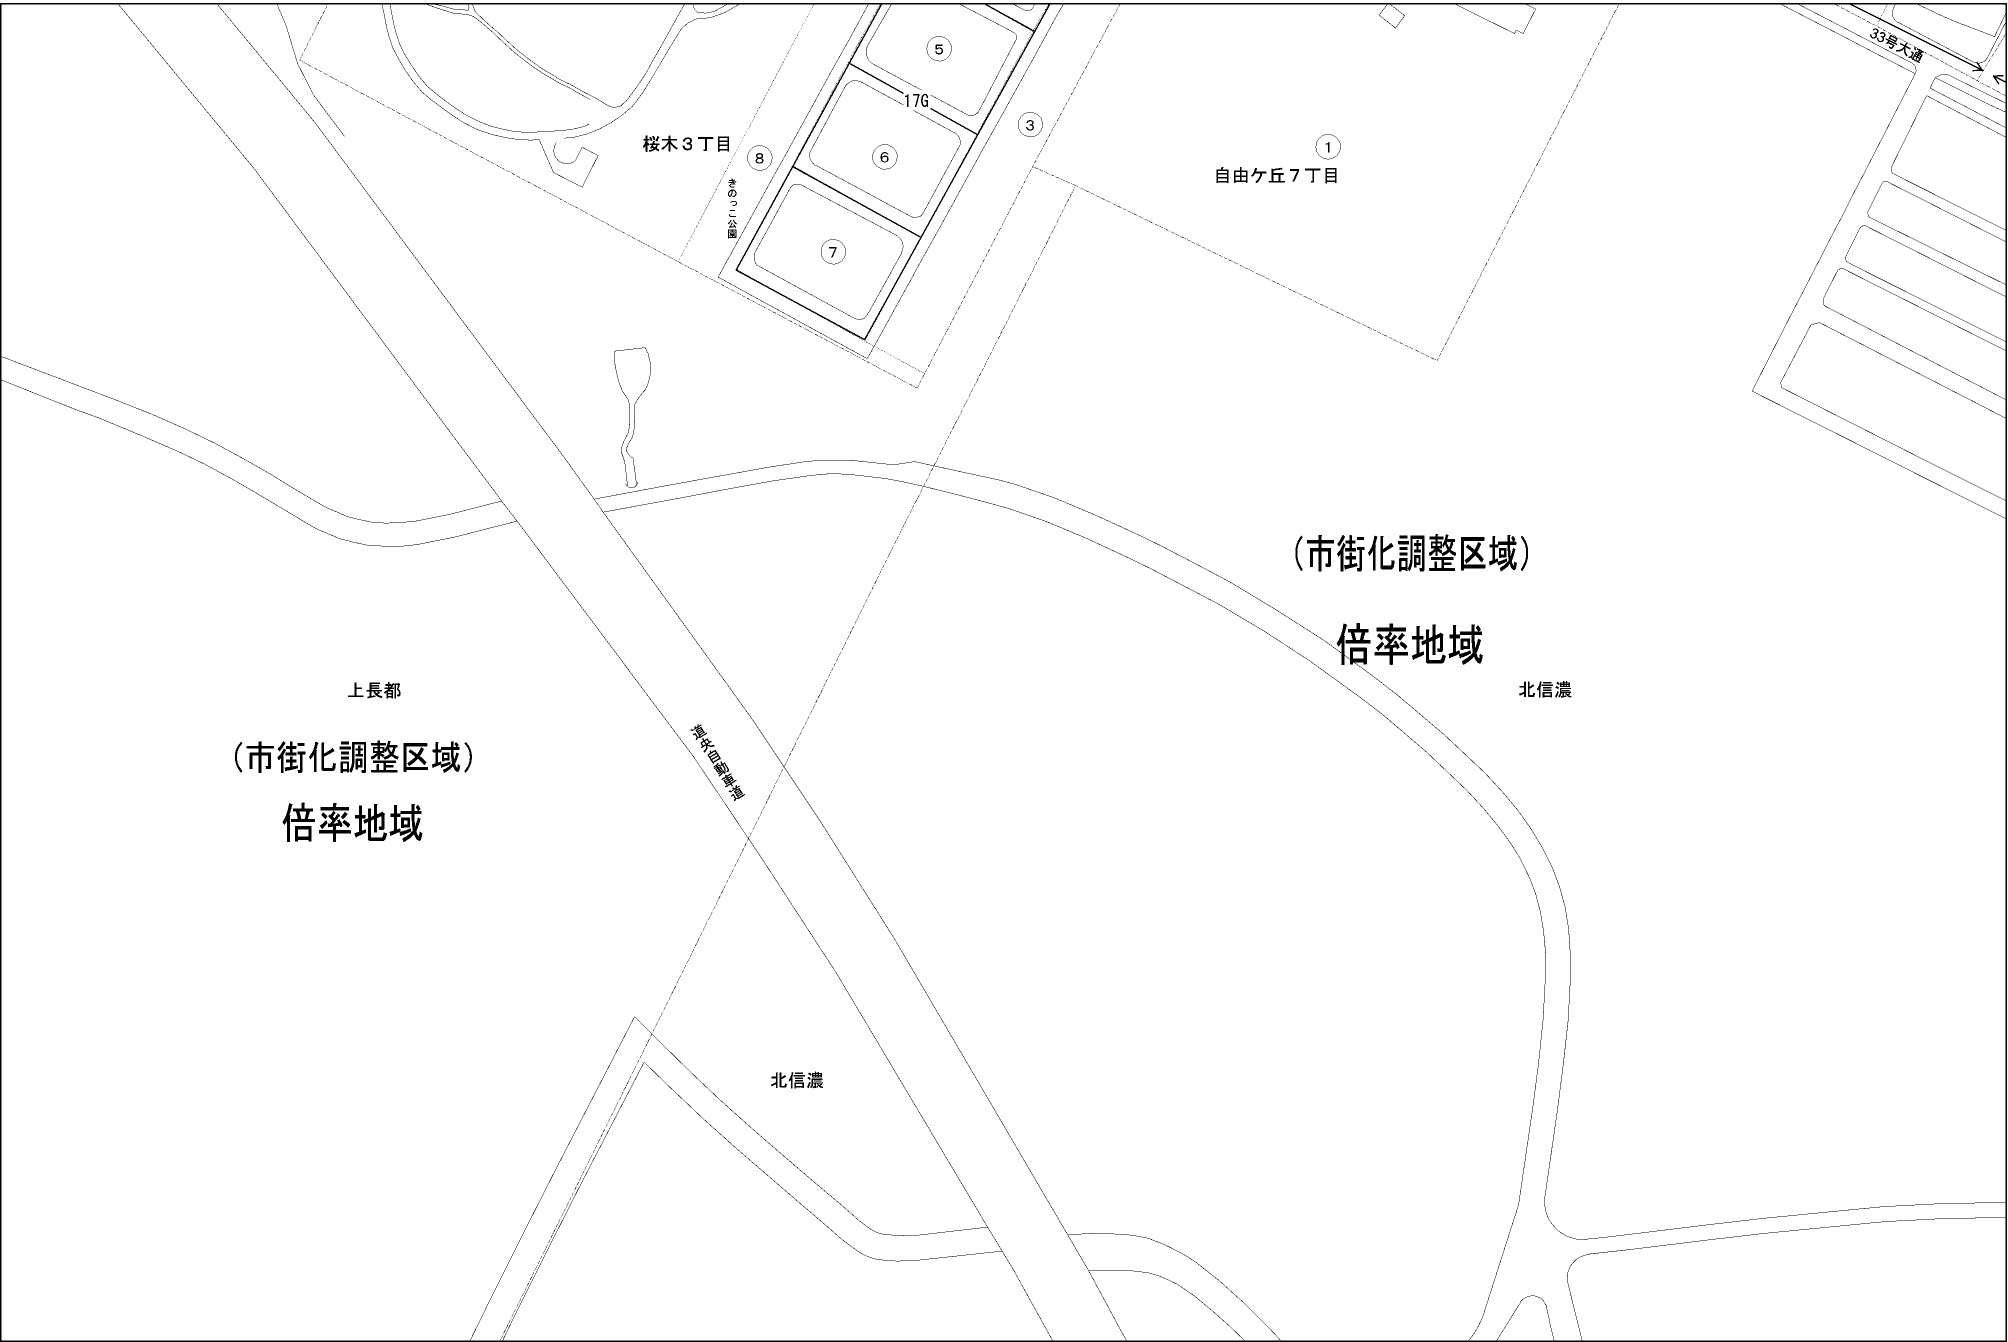 33号大通
5
17G
3
桜木3丁目
8
6
1
自由ケ丘7丁目
きのっこ公園
7
（市街化調整区域）
倍率地域
北信濃
上長都
（市街化調整区域）
倍率地域
道央自動車道
北信濃